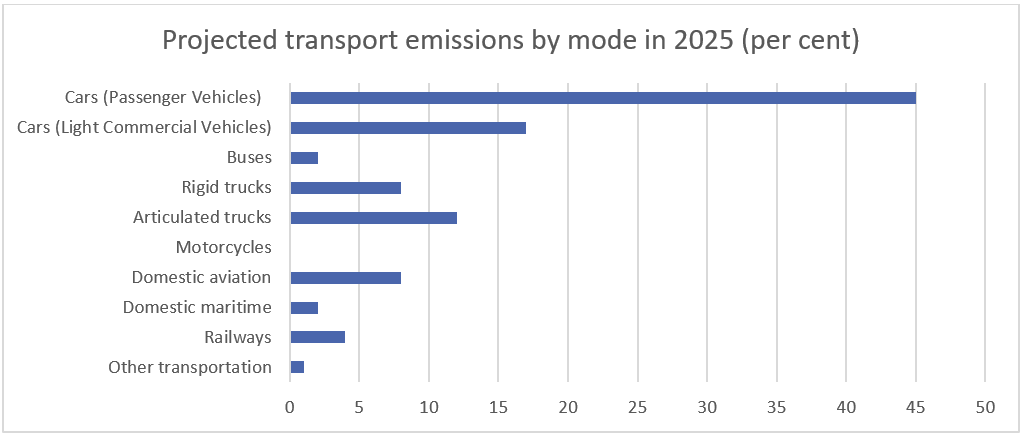 Projected transport emissions by mode in 2025 (per cent)
Cars (Passenger Vehicles)
Cars (Light Commercial Vehicles)
Buses
Rigid trucks
Articulated trucks
Motorcycles
Domestic aviation
Domestic maritime
Railways
Other transportation
0 5 10 15 20 25 30 35 40 45 50